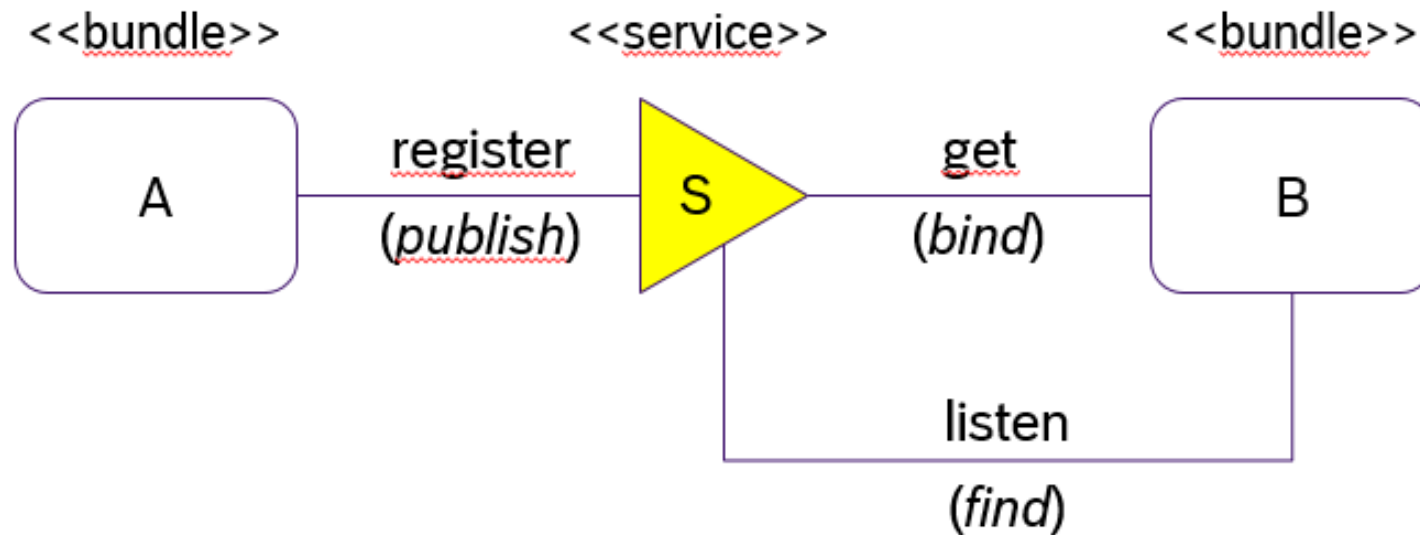 <<bundle>>
<<service>>
<<bundle>>
A
register
(publish)
S
get
(bind)
B
listen
(find)